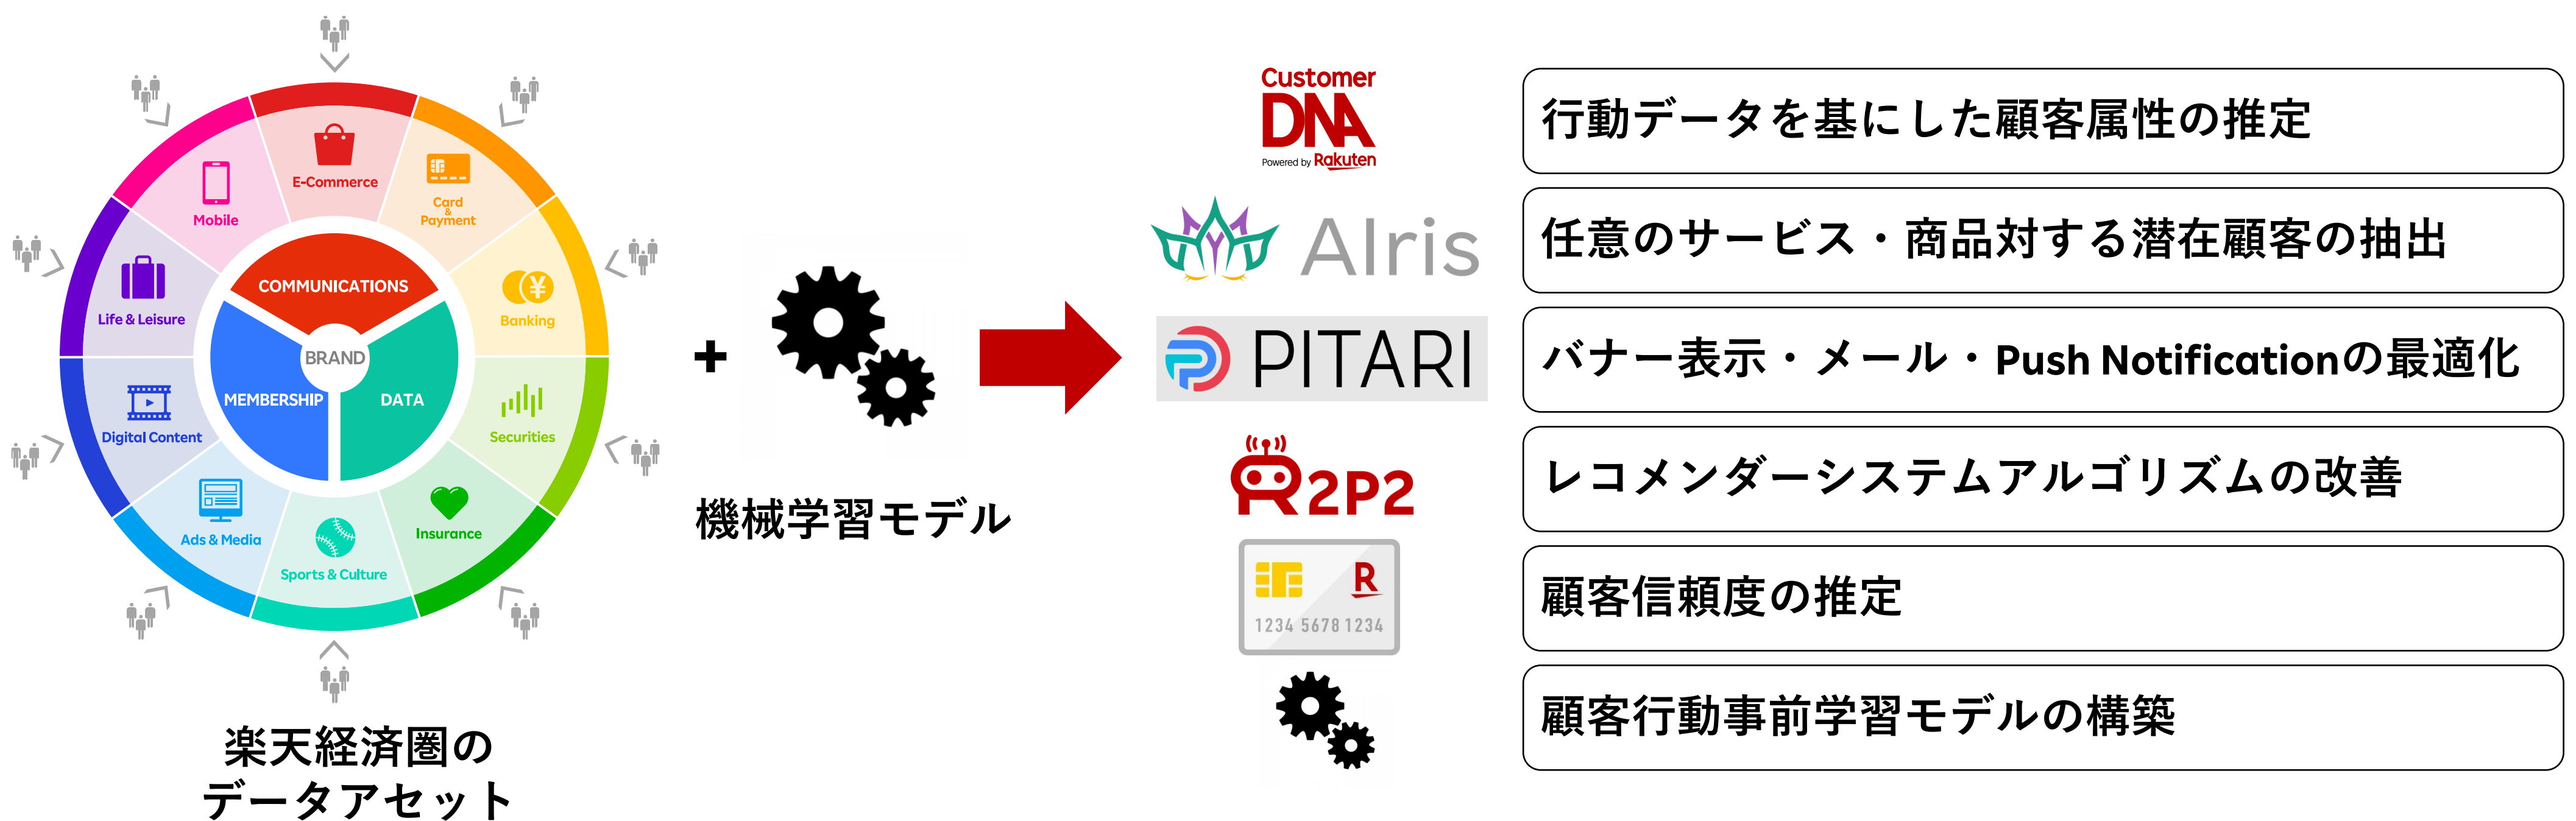 E-Commerce
Card
&
Payment
Banking
Securities
Insurance
Sports & Culture
Ads & Media
Digital Content
Life & Leisure
Mobile
COMMUNICATIONS
BRAND
MEMBERSHIP
DATA
楽天経済圏の
データアセット
+
機械学習モデル
Customer
DNA
Powered by Rakuten
行動データを基にした顧客属性の推定
AIris
任意のサービス・商品対する潜在顧客の抽出
PITARI
バナー表示・メール・Push Notificationの最適化
R2P2
レコメンダーシステムアルゴリズムの改善
R
1234 5678 1234
顧客信頼度の推定
顧客行動事前学習モデルの構築